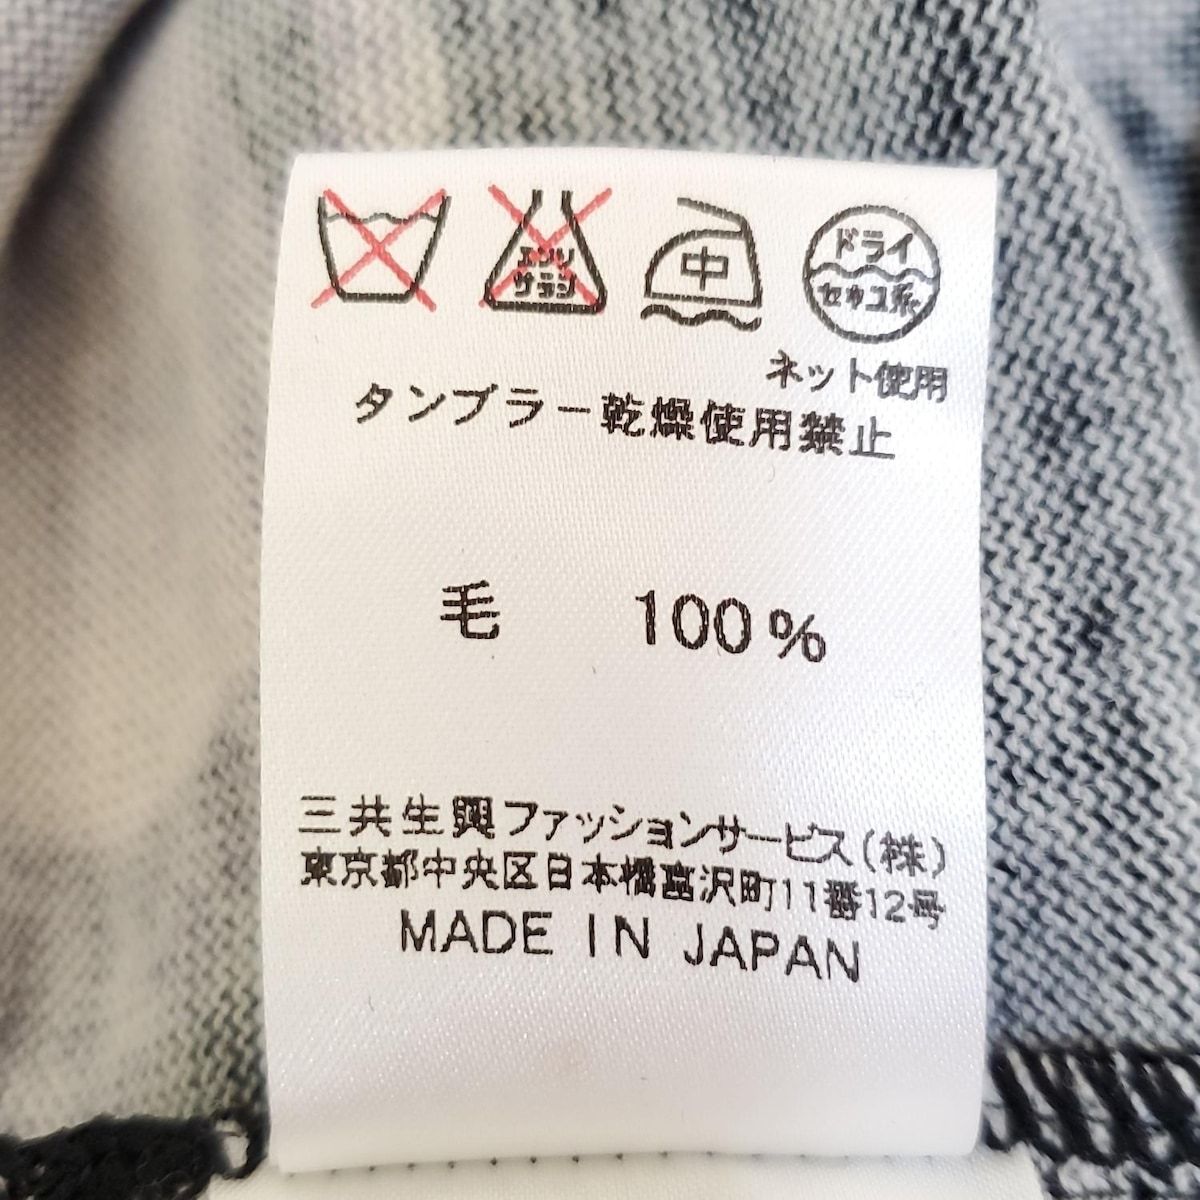 エンソ
サラシ
中
ドライ
セキユ系
ネット使用
タンブラー乾燥使用禁止
毛 100%
三共生興ファッションサービス(株)
東京都中央区日本橋富沢町11番12号
MADE IN JAPAN